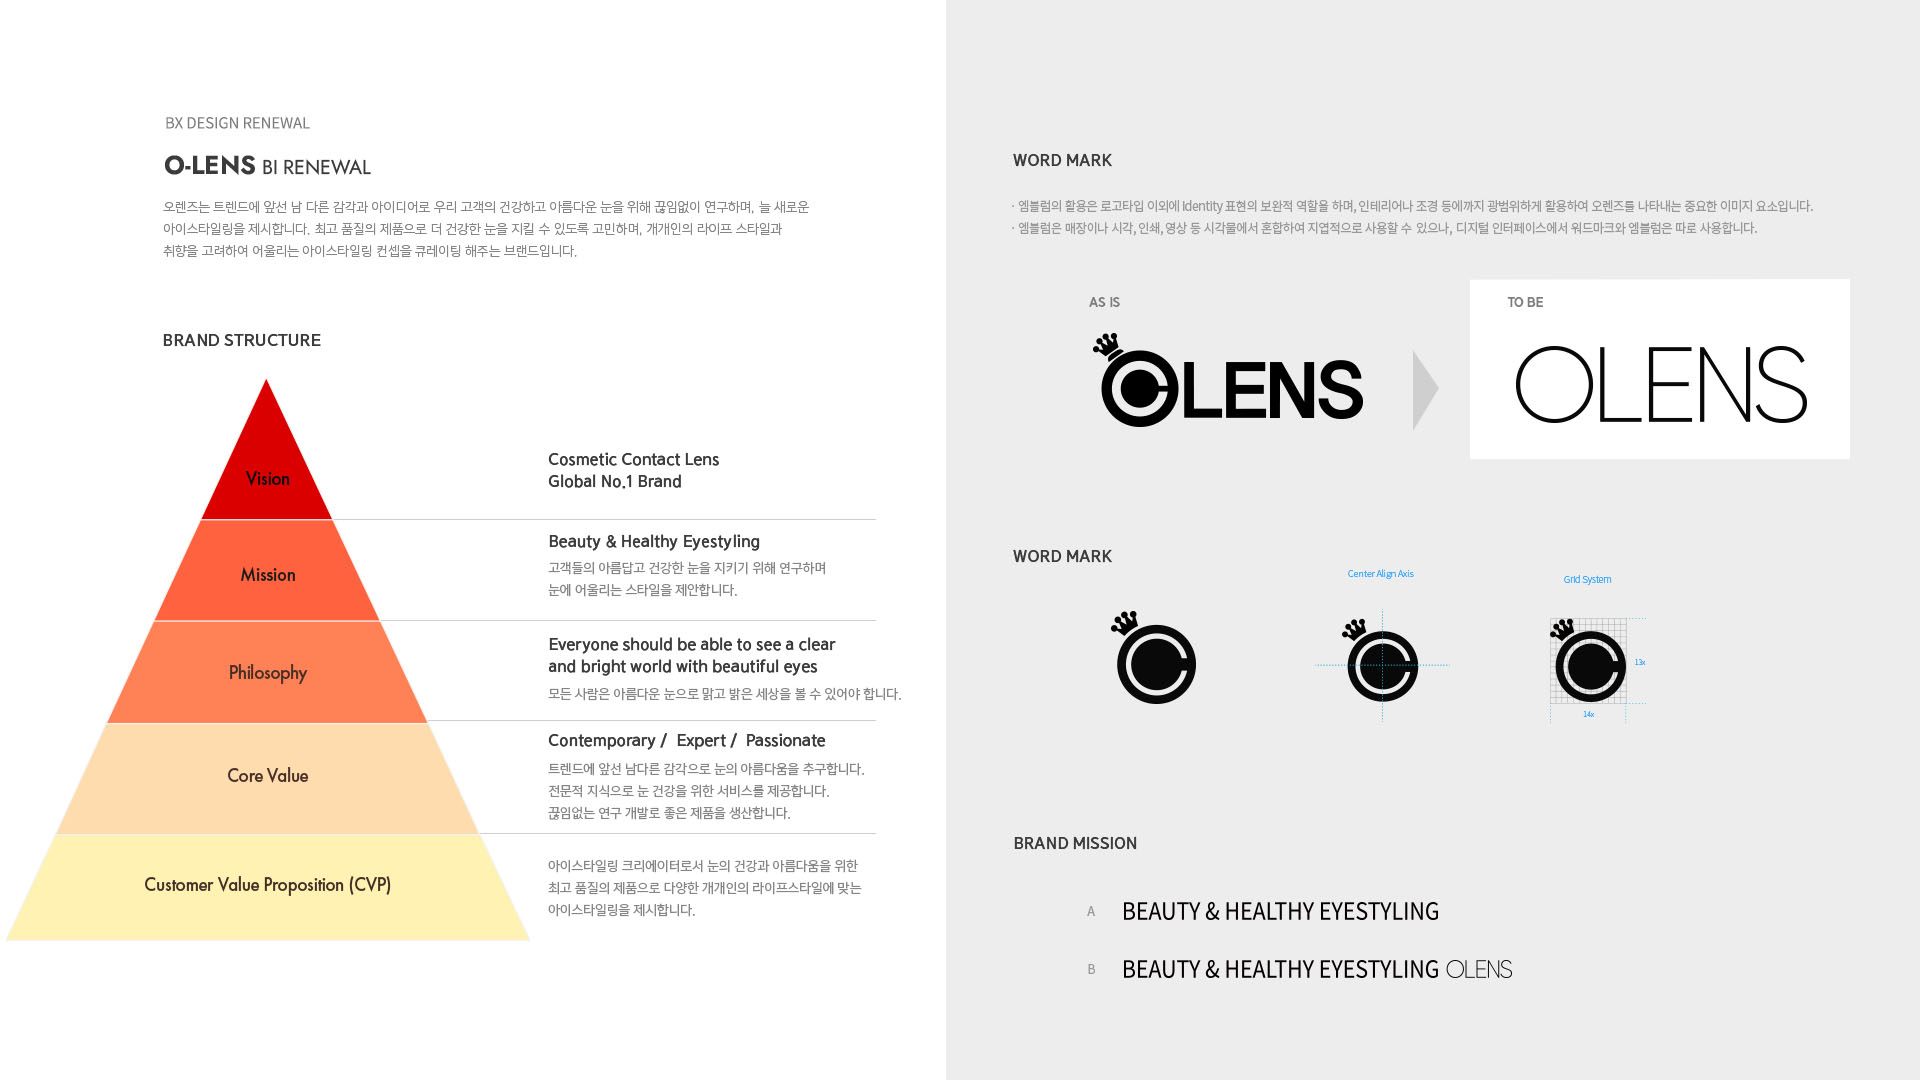 BX DESIGN RENEWAL
O-LENS BI RENEWAL
오렌즈는 트렌드에 앞선 남 다른 감각과 아이디어로 우리 고객의 건강하고 아름다운 눈을 위해 끊임없이 연구하며, 늘 새로운
아이스타일링을 제시합니다. 최고 품질의 제품으로 더 건강한 눈을 지킬 수 있도록 고민하며, 개개인의 라이프 스타일과
취향을 고려하여 어울리는 아이스타일링 컨셉을 큐레이팅 해주는 브랜드입니다.
BRAND STRUCTURE
Vision
Cosmetic Contact Lens
Global No.1 Brand
Mission
Beauty & Healthy Eyestyling
고객들의 아름답고 건강한 눈을 지키기 위해 연구하며
눈에 어울리는 스타일을 제안합니다.
Philosophy
Everyone should be able to see a clear
and bright world with beautiful eyes
모든 사람은 아름다운 눈으로 맑고 밝은 세상을 볼 수 있어야 합니다.
Core Value
Contemporary / Expert / Passionate
트렌드에 앞선 남다른 감각으로 눈의 아름다움을 추구합니다.
전문적 지식으로 눈 건강을 위한 서비스를 제공합니다.
끊임없는 연구 개발로 좋은 제품을 생산합니다.
Customer Value Proposition (CVP)
아이스타일링 크리에이터로서 눈의 건강과 아름다움을 위한
최고 품질의 제품으로 다양한 개개인의 라이프스타일에 맞는
아이스타일링을 제시합니다.
WORD MARK
· 엠블럼의 활용은 로고타입 이외에 Identity 표현의 보완적 역할을 하며, 인테리어나 조경 등에까지 광범위하게 활용하여 오렌즈를 나타내는 중요한 이미지 요소입니다.
· 엠블럼은 매장이나 시각, 인쇄, 영상 등 시각물에서 혼합하여 지엽적으로 사용할 수 있으나, 디지털 인터페이스에서 워드마크와 엠블럼은 따로 사용합니다.
AS IS
OLENS
TO BE
OLENS
WORD MARK
Center Align Axis
Grid System
13x
14x
BRAND MISSION
A BEAUTY & HEALTHY EYESTYLING
B BEAUTY & HEALTHY EYESTYLING OLENS